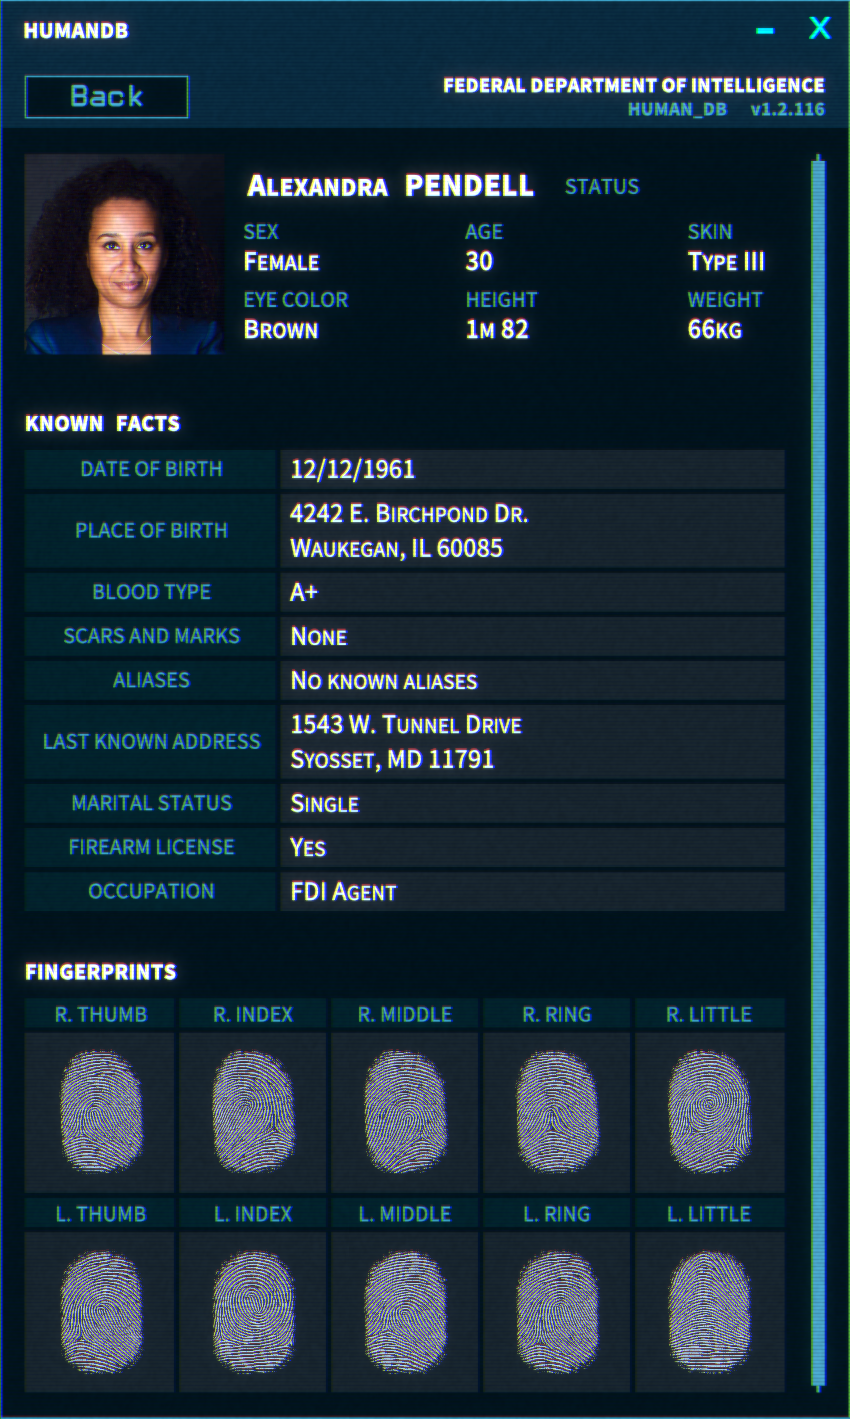 HUMANDB
– X
Back
FEDERAL DEPARTMENT OF INTELLIGENCE
HUMAN_DB v1.2.116
Alexandra PENDELL STATUS
SEX AGE SKIN
Female 30 Type III
EYE COLOR HEIGHT WEIGHT
Brown 1m 82 66kg
KNOWN FACTS
DATE OF BIRTH 12/12/1961
PLACE OF BIRTH 4242 E. Birchpond Dr.
Waukegan, IL 60085
BLOOD TYPE A+
SCARS AND MARKS None
ALIASES No known aliases
LAST KNOWN ADDRESS 1543 W. Tunnel Drive
Syosset, MD 11791
MARITAL STATUS Single
FIREARM LICENSE Yes
OCCUPATION FDI Agent
FINGERPRINTS
R. THUMB R. INDEX R. MIDDLE R. RING R. LITTLE
L. THUMB L. INDEX L. MIDDLE L. RING L. LITTLE